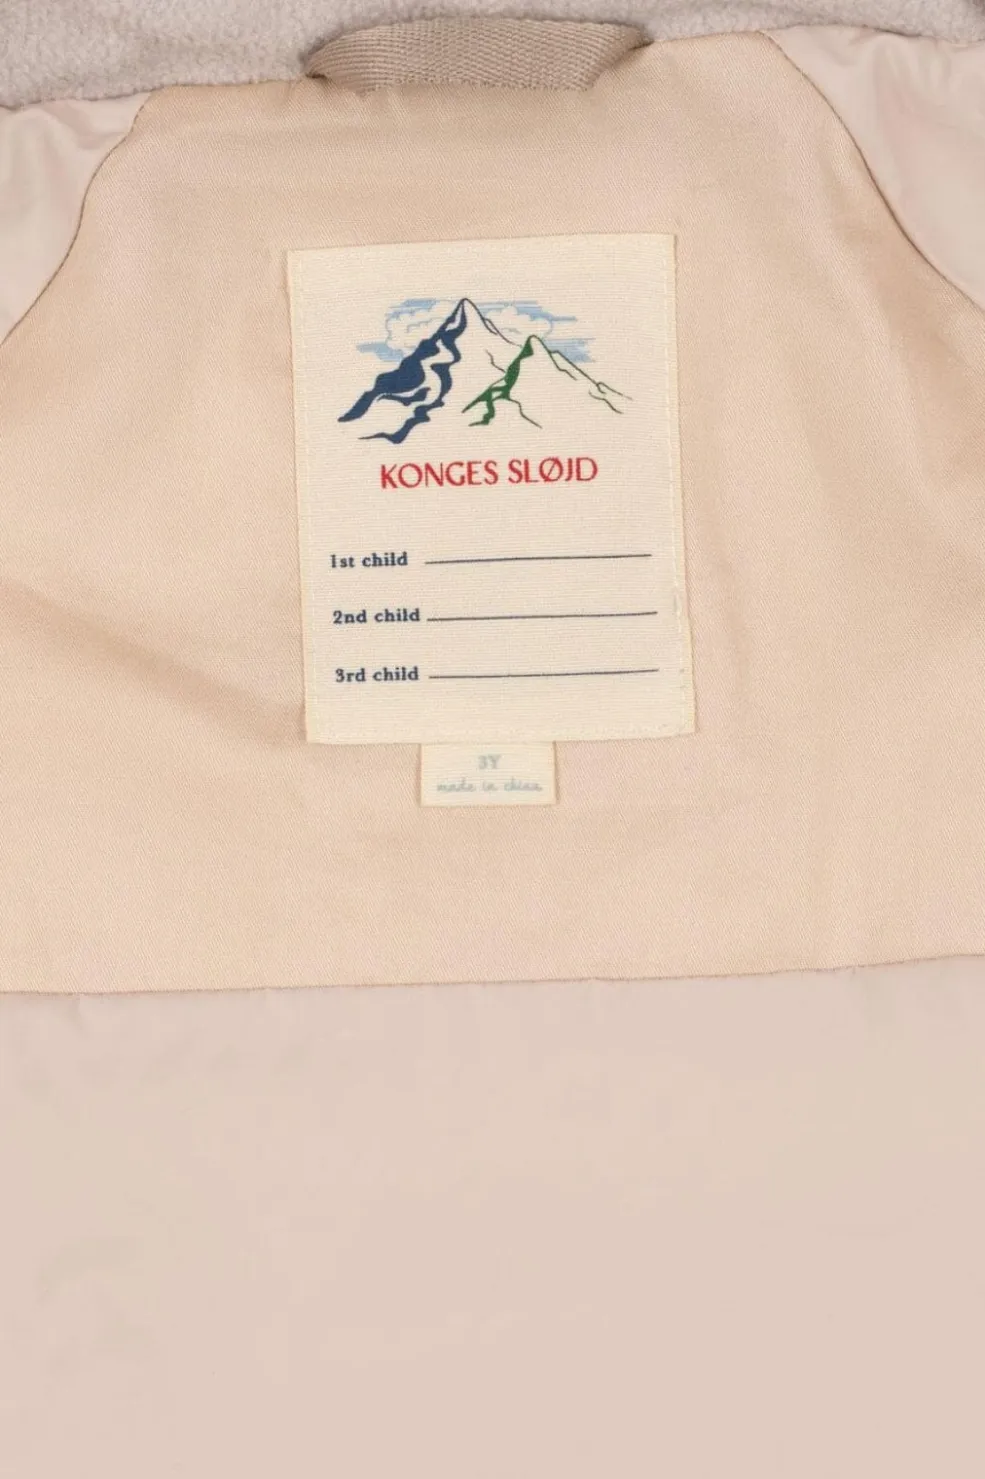 KONGES SLØJD
1st child
2nd child
3rd child
3Y
made in china